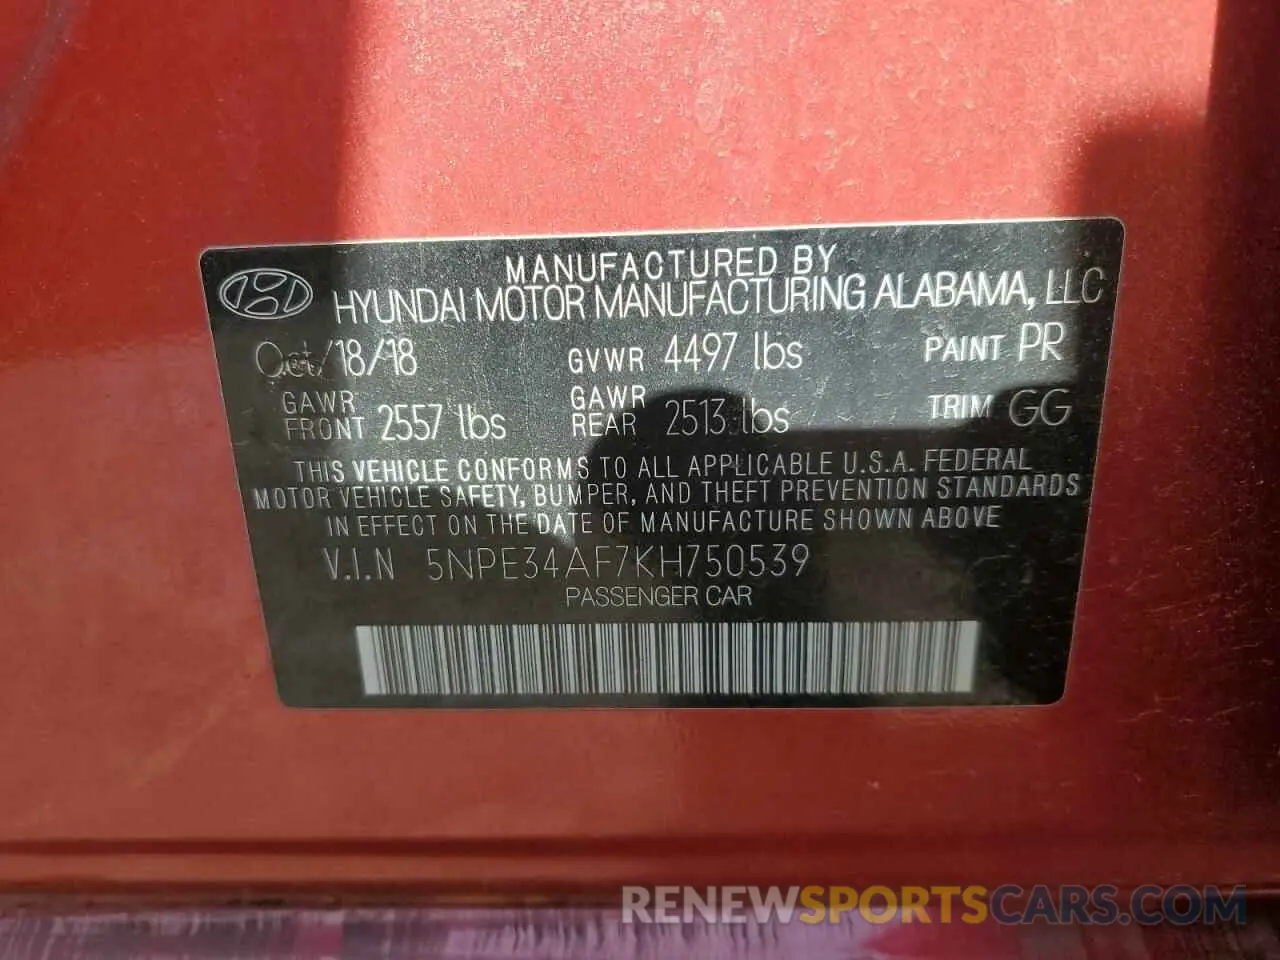 MANUFACTURED BY
HYUNDAI MOTOR MANUFACTURING ALABAMA, LLC
Oct/18/18 GVWR 4497 lbs PAINT PR
GAWR FRONT 2557 lbs GAWR REAR 2513 lbs TRIM GG
THIS VEHICLE CONFORMS TO ALL APPLICABLE U.S.A. FEDERAL
MOTOR VEHICLE SAFETY, BUMPER, AND THEFT PREVENTION STANDARDS
IN EFFECT ON THE DATE OF MANUFACTURE SHOWN ABOVE
V.I.N 5NPE34AF7KH750539
PASSENGER CAR
RENEWSPORTSCARS.COM